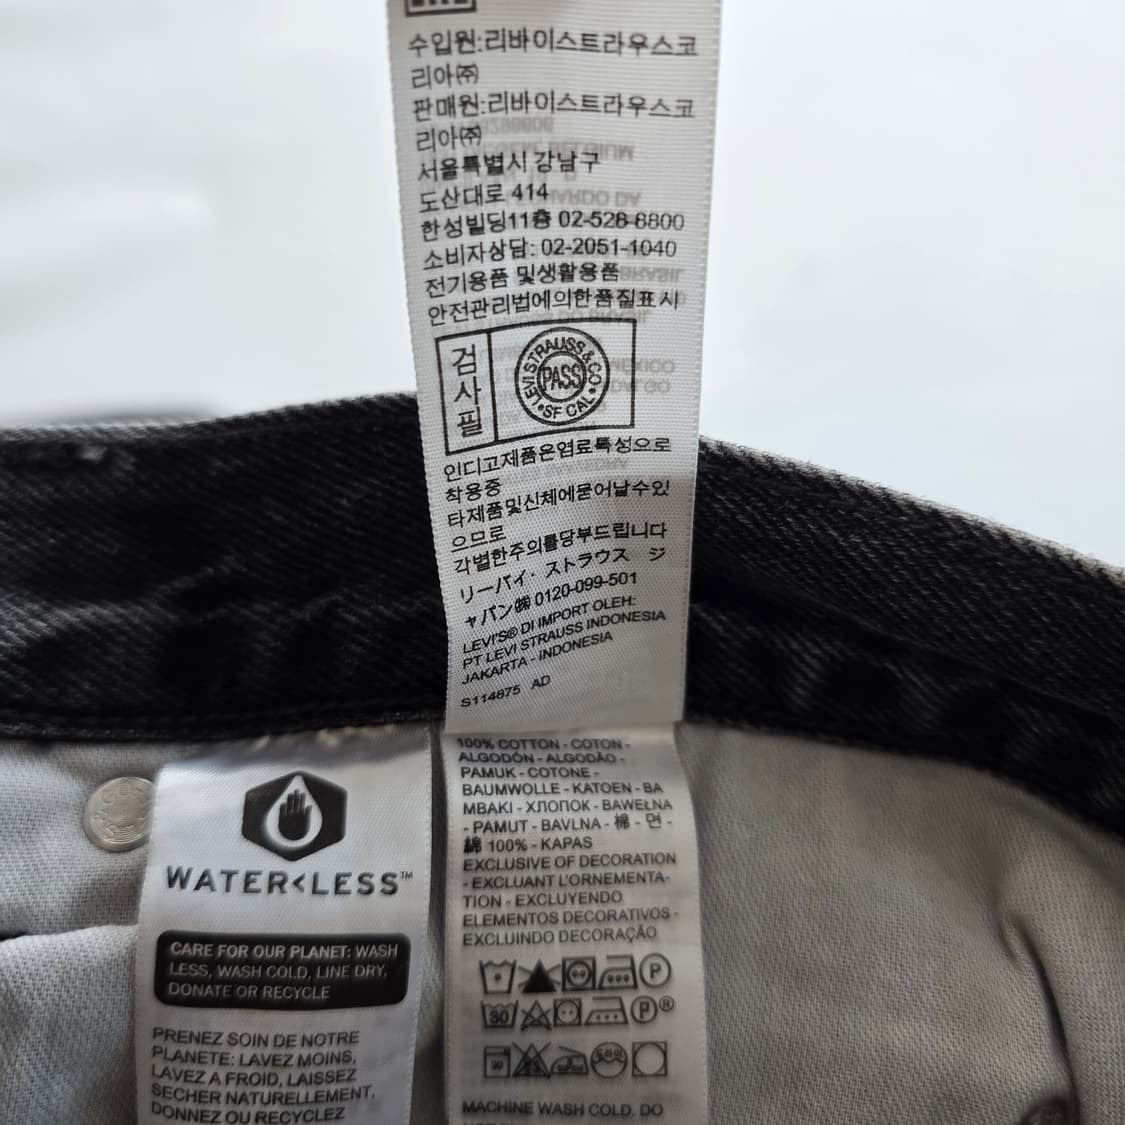 수입원:리바이스트라우스코
리아㈜
판매원:리바이스트라우스코
리아㈜
서울특별시 강남구
도산대로 414
한성빌딩11층 02-528-8800
소비자상담: 02-2051-1040
전기용품 및생활용품
안전관리법에의한품질표시
검사필
LEVI STRAUSS & CO
PASS
SF CAL
인디고제품은염료특성으로
착용중
타제품및신체에묻어날수있
으므로
각별한주의를당부드립니다
リーバイ・ストラウス ジ
ャパン㈱ 0120-099-501
LEVI'S® DI IMPORT OLEH:
PT LEVI STRAUSS INDONESIA
JAKARTA - INDONESIA
S114875 AD
WATER<LESS™
CARE FOR OUR PLANET: WASH
LESS, WASH COLD, LINE DRY,
DONATE OR RECYCLE
PRENEZ SOIN DE NOTRE
PLANETE: LAVEZ MOINS,
LAVEZ A FROID, LAISSEZ
SECHER NATURELLEMENT,
DONNEZ OU RECYCLEZ
100% COTTON - COTON -
ALGODÓN - ALGODÃO -
PAMUK - COTONE -
BAUMWOLLE - KATOEN - BA
MBAKI - ХЛОПОК - BAWEŁNA
- PAMUT - BAVLNA - 棉 - 면 -
綿 100% - KAPAS
EXCLUSIVE OF DECORATION
- EXCLUANT L'ORNEMENTA-
TION - EXCLUYENDO
ELEMENTOS DECORATIVOS -
EXCLUINDO DECORAÇÃO
P
30 P®
MACHINE WASH COLD. DO